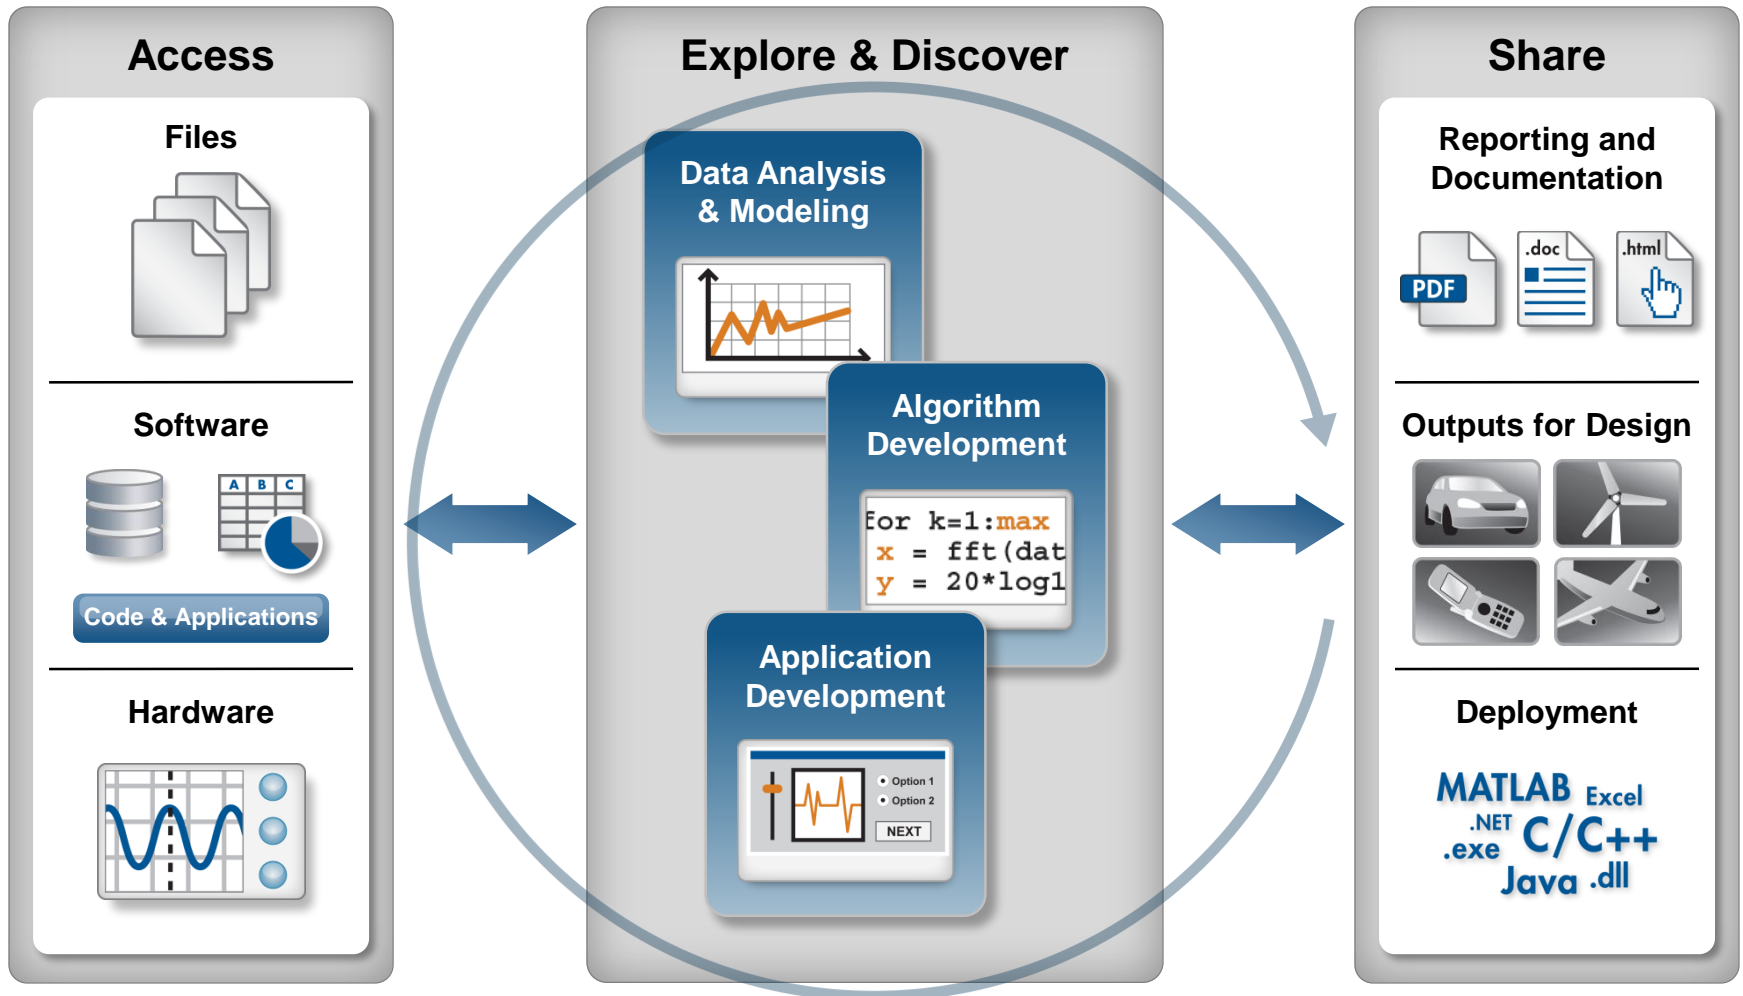 Access
Files
Software
A B C
Code & Applications
Hardware
Explore & Discover
Data Analysis
& Modeling
Algorithm
Development
for k=1:max
x = fft(dat
y = 20*log1
Application
Development
Option 1
Option 2
NEXT
Share
Reporting and
Documentation
PDF
.doc
.html
Outputs for Design
Deployment
MATLAB Excel
.NET C/C++
.exe
Java .dll